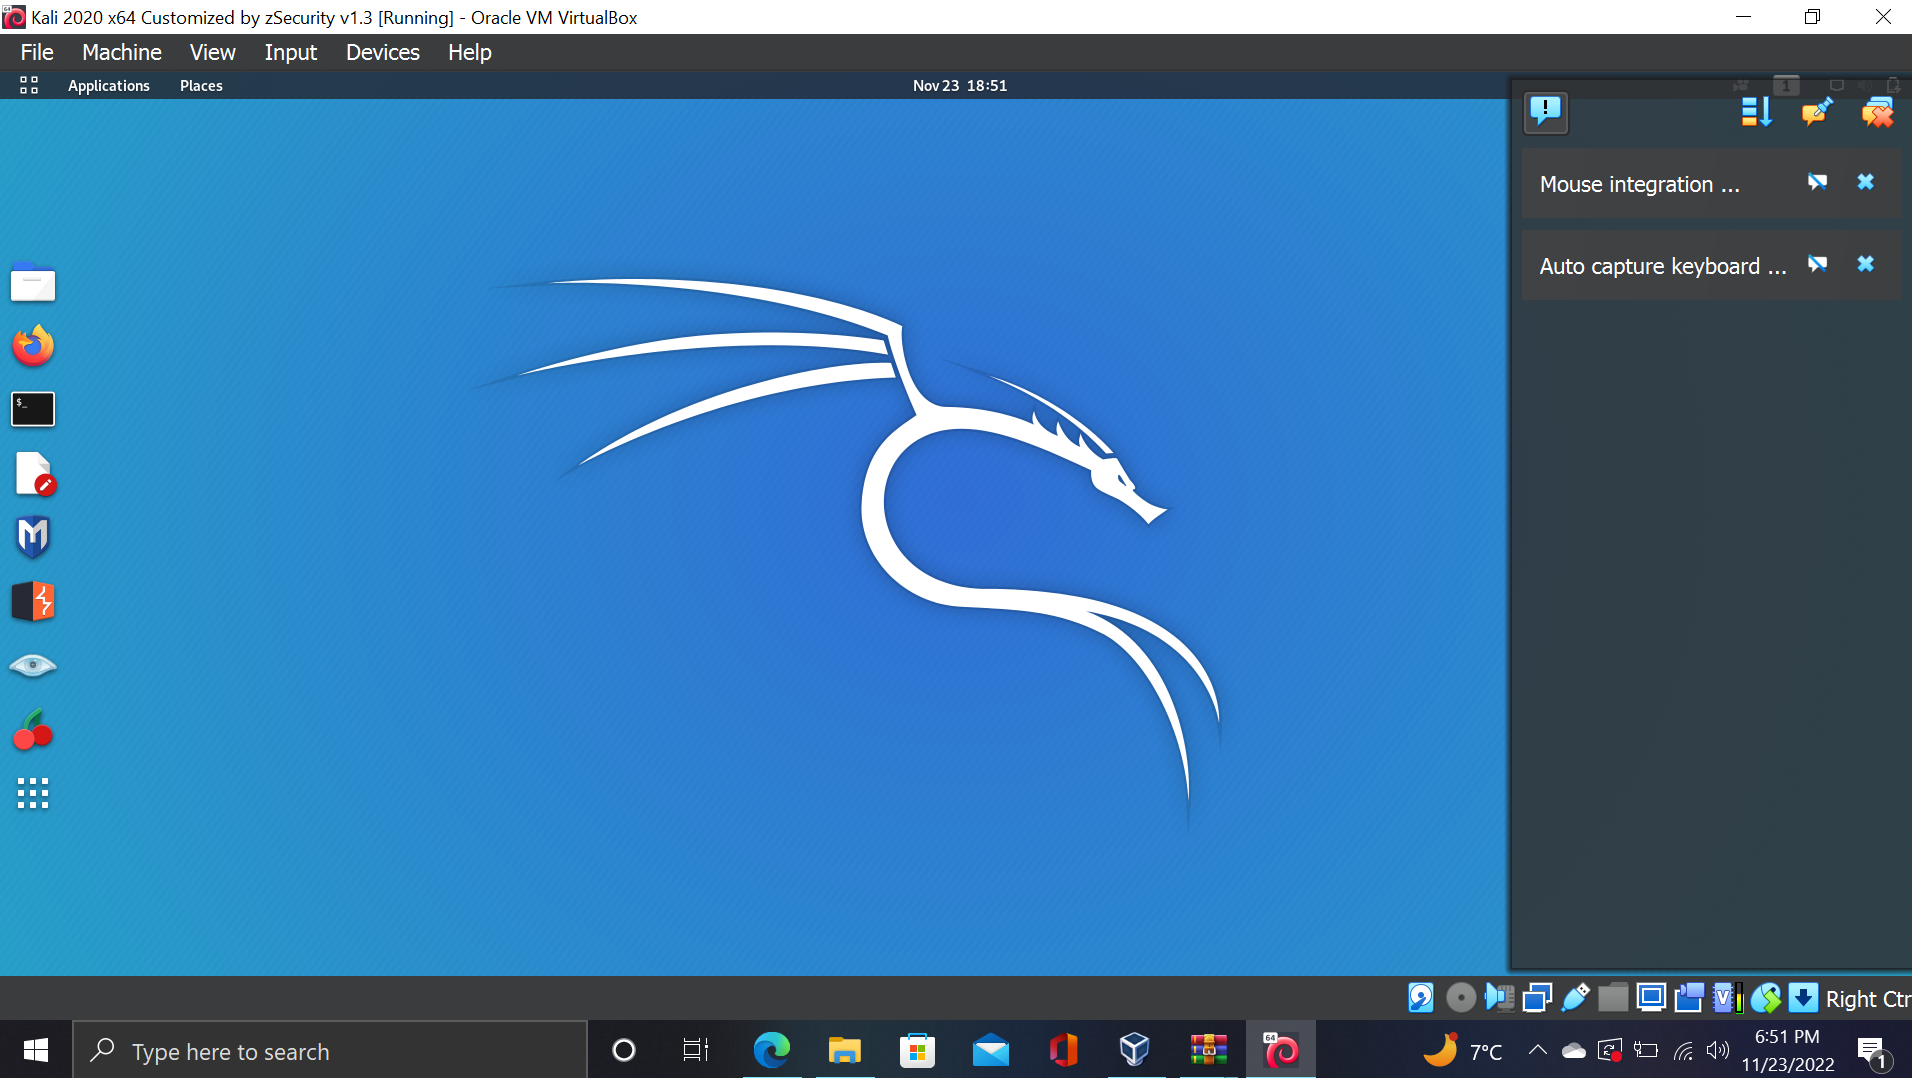 Kali 2020 x64 Customized by zSecurity v1.3 [Running] - Oracle VM VirtualBox
File Machine View Input Devices Help
Applications Places Nov 23 18:51 1
Mouse integration ...
Auto capture keyboard ...
$_
Right Ctr
Type here to search
64
7°C
6:51 PM
11/23/2022
1